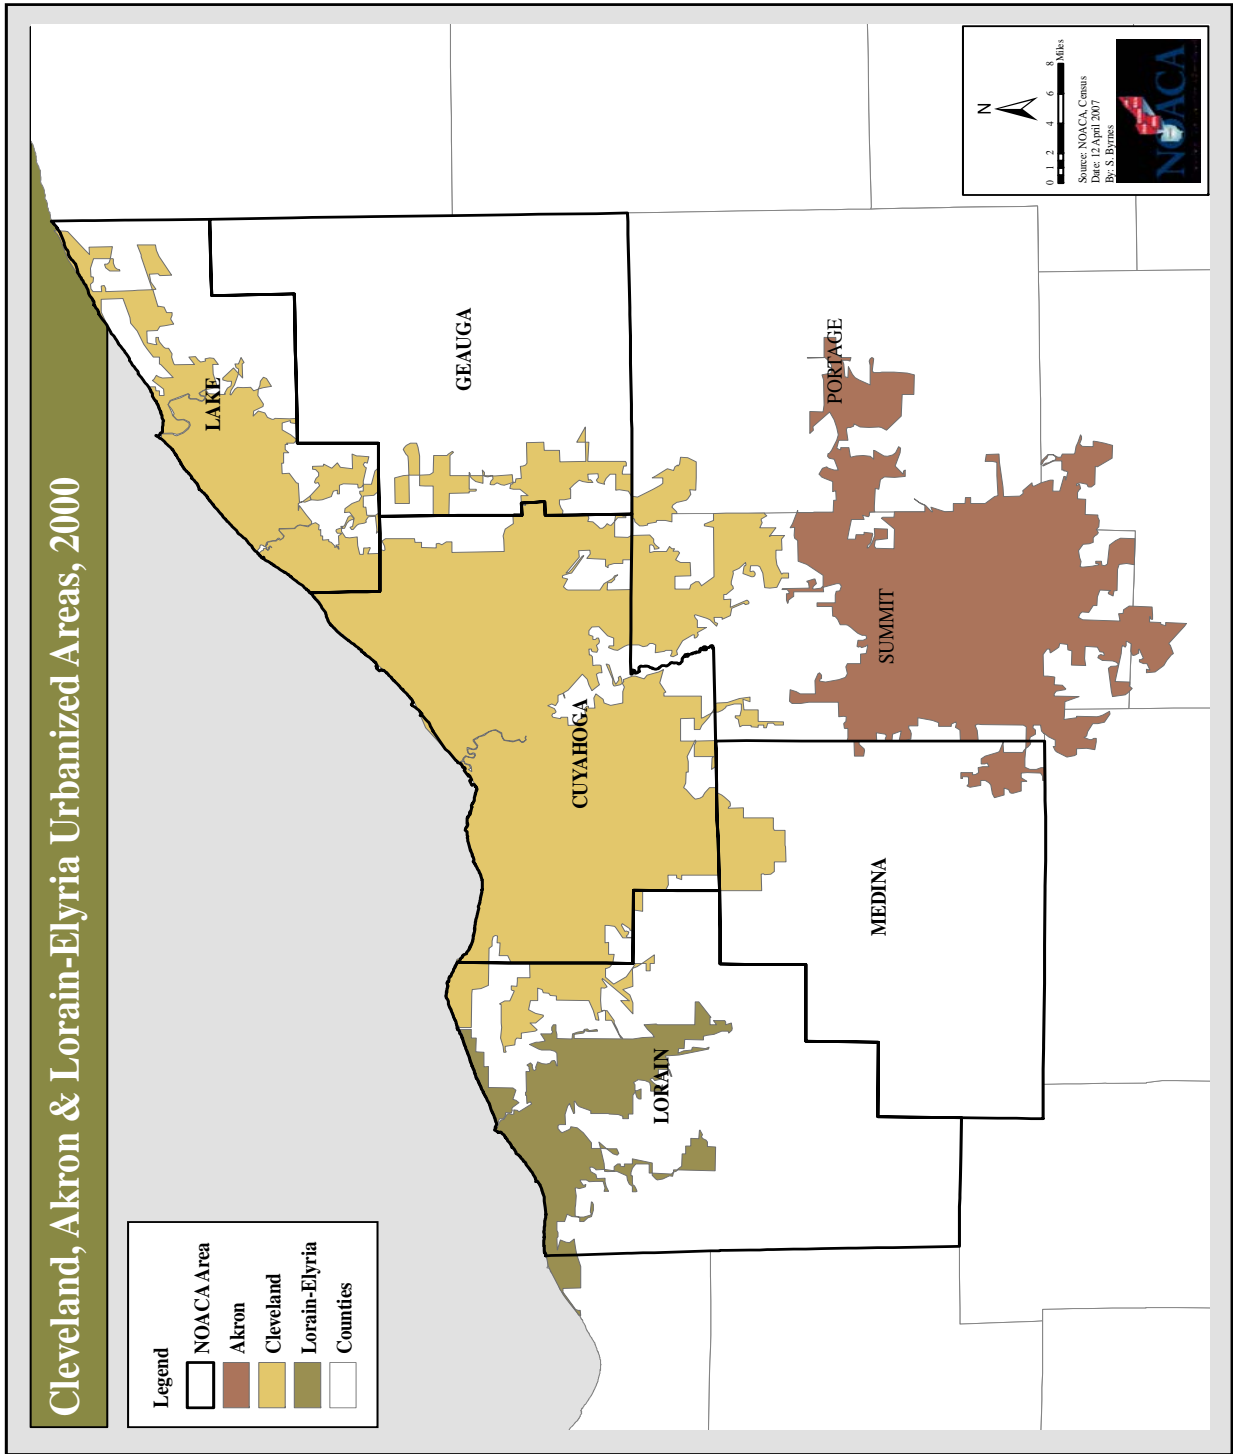 Cleveland, Akron & Lorain-Elyria Urbanized Areas, 2000
LAKE
GEAUGA
CUYAHOGA
LORAIN
PORTAGE
SUMMIT
MEDINA
Legend
NOACA Area
Akron
Cleveland
Lorain-Elyria
Counties
N
0 1 2 4 6 8
Miles
Source: NOACA, Census
Date: 12 April 2007
By: S. Byrnes
NOACA